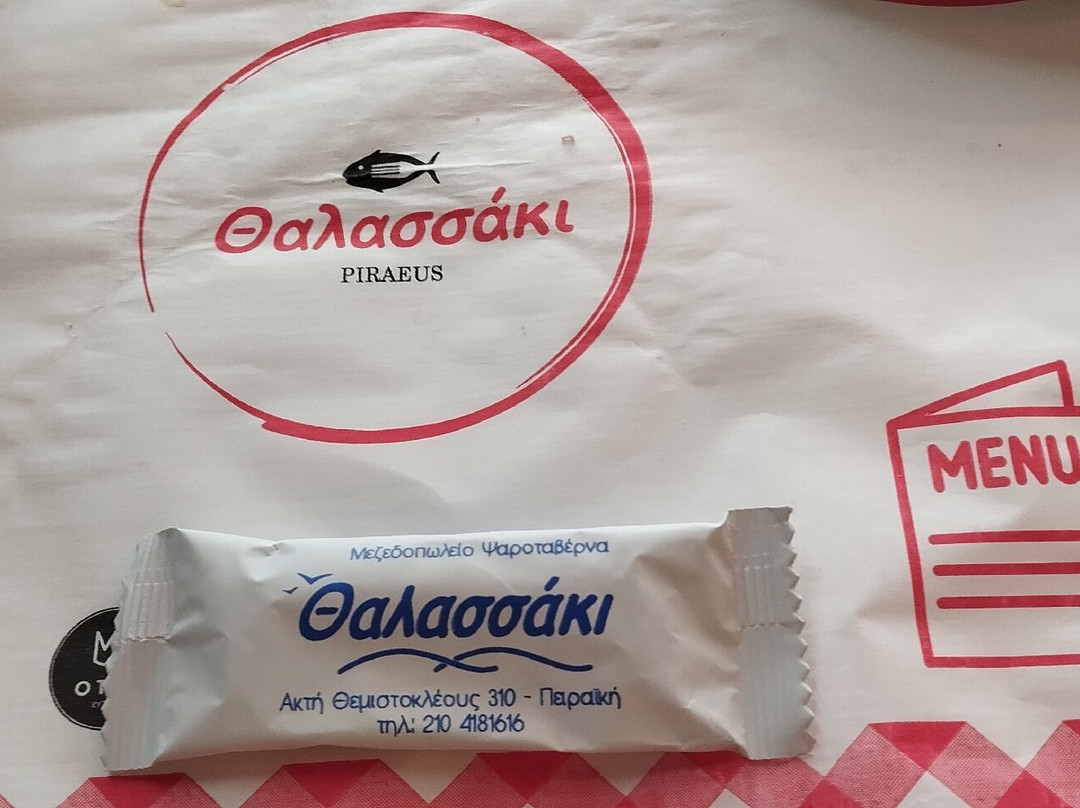 Θαλασσάκι
PIRAEUS
MENU
Μεζεδοπωλείο Ψαροταβέρνα
Θαλασσάκι
Ακτή Θεμιστοκλέους 310 - Πειραϊκή
τηλ: 210 4181616